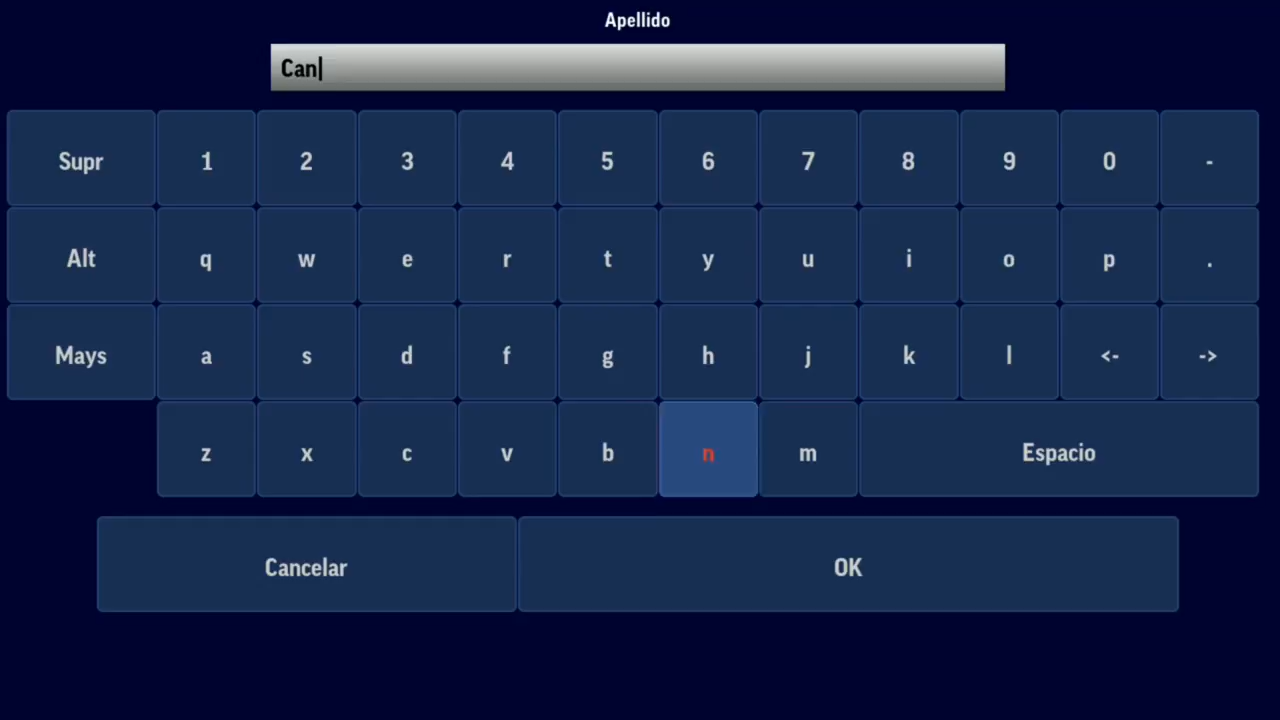 Apellido
Can
Supr 1 2 3 4 5 6 7 8 9 0 -
Alt q w e r t y u i o p .
Mays a s d f g h j k l <- ->
z x c v b n m Espacio
Cancelar OK